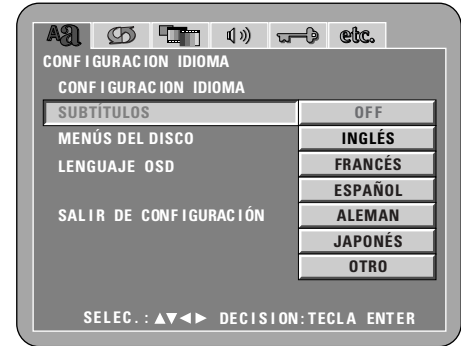 Aa etc.
CONFIGURACION IDIOMA
CONFIGURACION IDIOMA
SUBTÍTULOS OFF
MENÚS DEL DISCO INGLÉS
LENGUAJE OSD FRANCÉS
ESPAÑOL
SALIR DE CONFIGURACIÓN ALEMAN
JAPONÉS
OTRO
SELEC.:▲▼◄► DECISION:TECLA ENTER